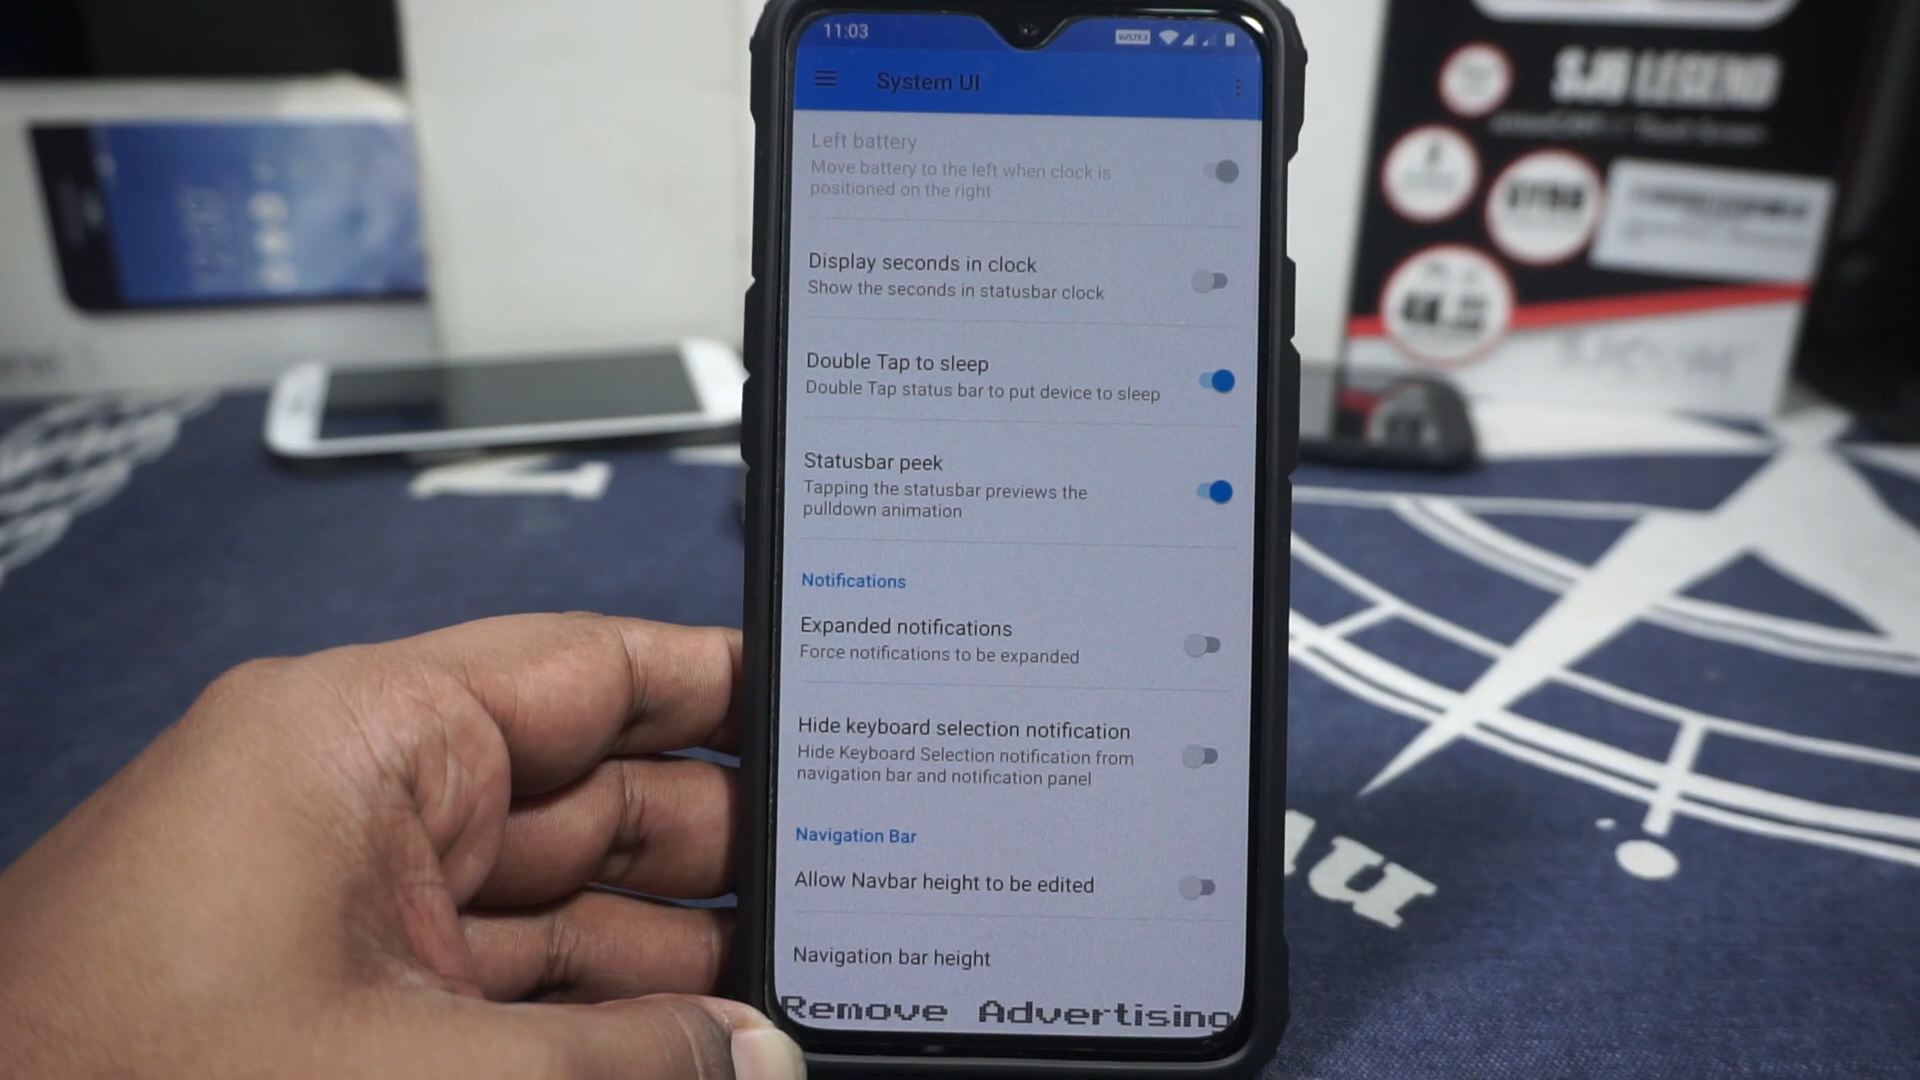 11:03
VoLTE2
System UI
Left battery
Move battery to the left when clock is
positioned on the right
Display seconds in clock
Show the seconds in statusbar clock
Double Tap to sleep
Double Tap status bar to put device to sleep
Statusbar peek
Tapping the statusbar previews the
pulldown animation
Notifications
Expanded notifications
Force notifications to be expanded
Hide keyboard selection notification
Hide Keyboard Selection notification from
navigation bar and notification panel
Navigation Bar
Allow Navbar height to be edited
Navigation bar height
Remove Advertising
SJ8 LEGEND